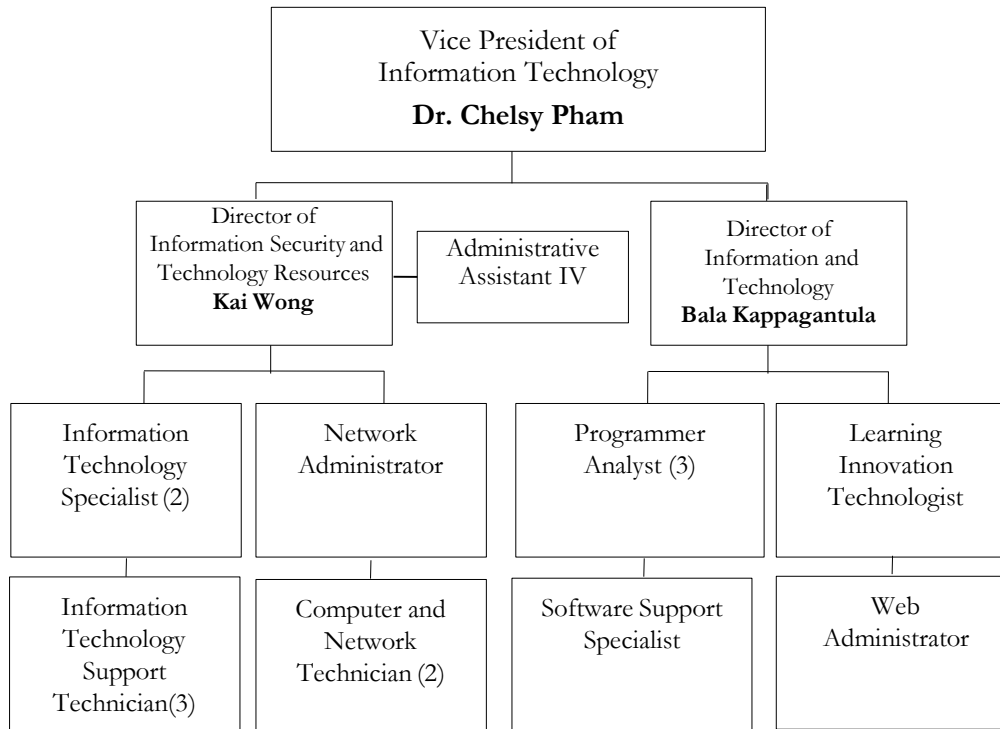 Vice President of
Information Technology
Dr. Chelsy Pham
Director of
Information Security and
Technology Resources
Kai Wong
Administrative
Assistant IV
Director of
Information and
Technology
Bala Kappagantula
Information
Technology
Specialist (2)
Network
Administrator
Programmer
Analyst (3)
Learning
Innovation
Technologist
Information
Technology
Support
Technician(3)
Computer and
Network
Technician (2)
Software Support
Specialist
Web
Administrator